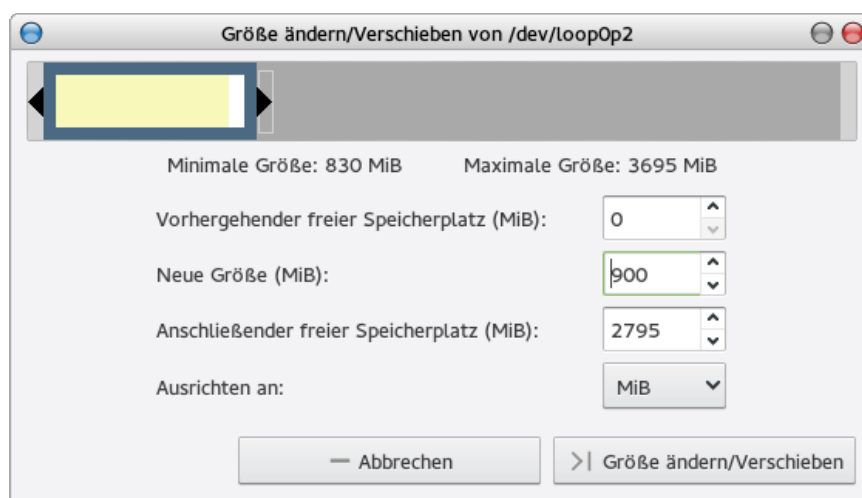 Größe ändern/Verschieben von /dev/loop0p2
Minimale Größe: 830 MiB Maximale Größe: 3695 MiB
Vorhergehender freier Speicherplatz (MiB): 0
Neue Größe (MiB): 900
Anschließender freier Speicherplatz (MiB): 2795
Ausrichten an: MiB
Abbrechen Größe ändern/Verschieben